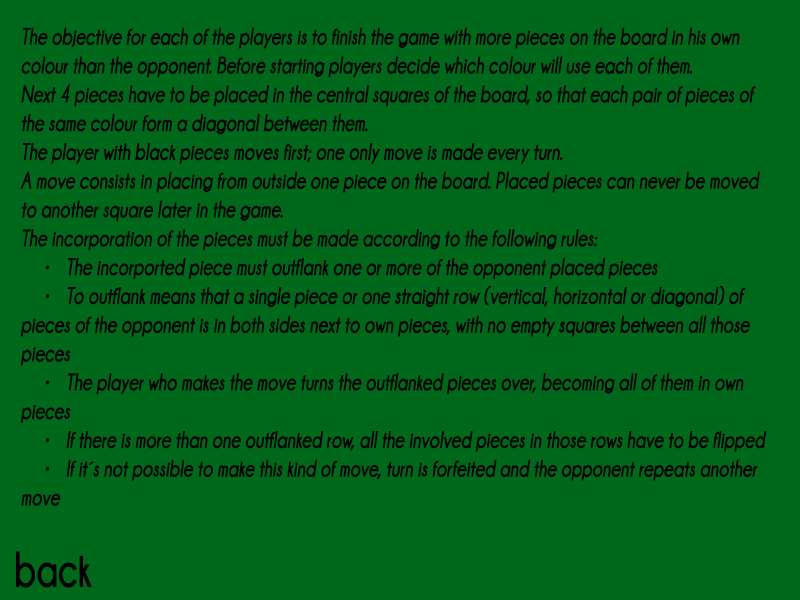 The objective for each of the players is to finish the game with more pieces on the board in his own
colour than the opponent. Before starting players decide which colour will use each of them.
Next 4 pieces have to be placed in the central squares of the board, so that each pair of pieces of
the same colour form a diagonal between them.
The player with black pieces moves first; one only move is made every turn.
A move consists in placing from outside one piece on the board. Placed pieces can never be moved
to another square later in the game.
The incorporation of the pieces must be made according to the following rules:
• The incorported piece must outflank one or more of the opponent placed pieces
• To outflank means that a single piece or one straight row (vertical, horizontal or diagonal) of
pieces of the opponent is in both sides next to own pieces, with no empty squares between all those
pieces
• The player who makes the move turns the outflanked pieces over, becoming all of them in own
pieces
• If there is more than one outflanked row, all the involved pieces in those rows have to be flipped
• If it´s not possible to make this kind of move, turn is forfeited and the opponent repeats another
move
back